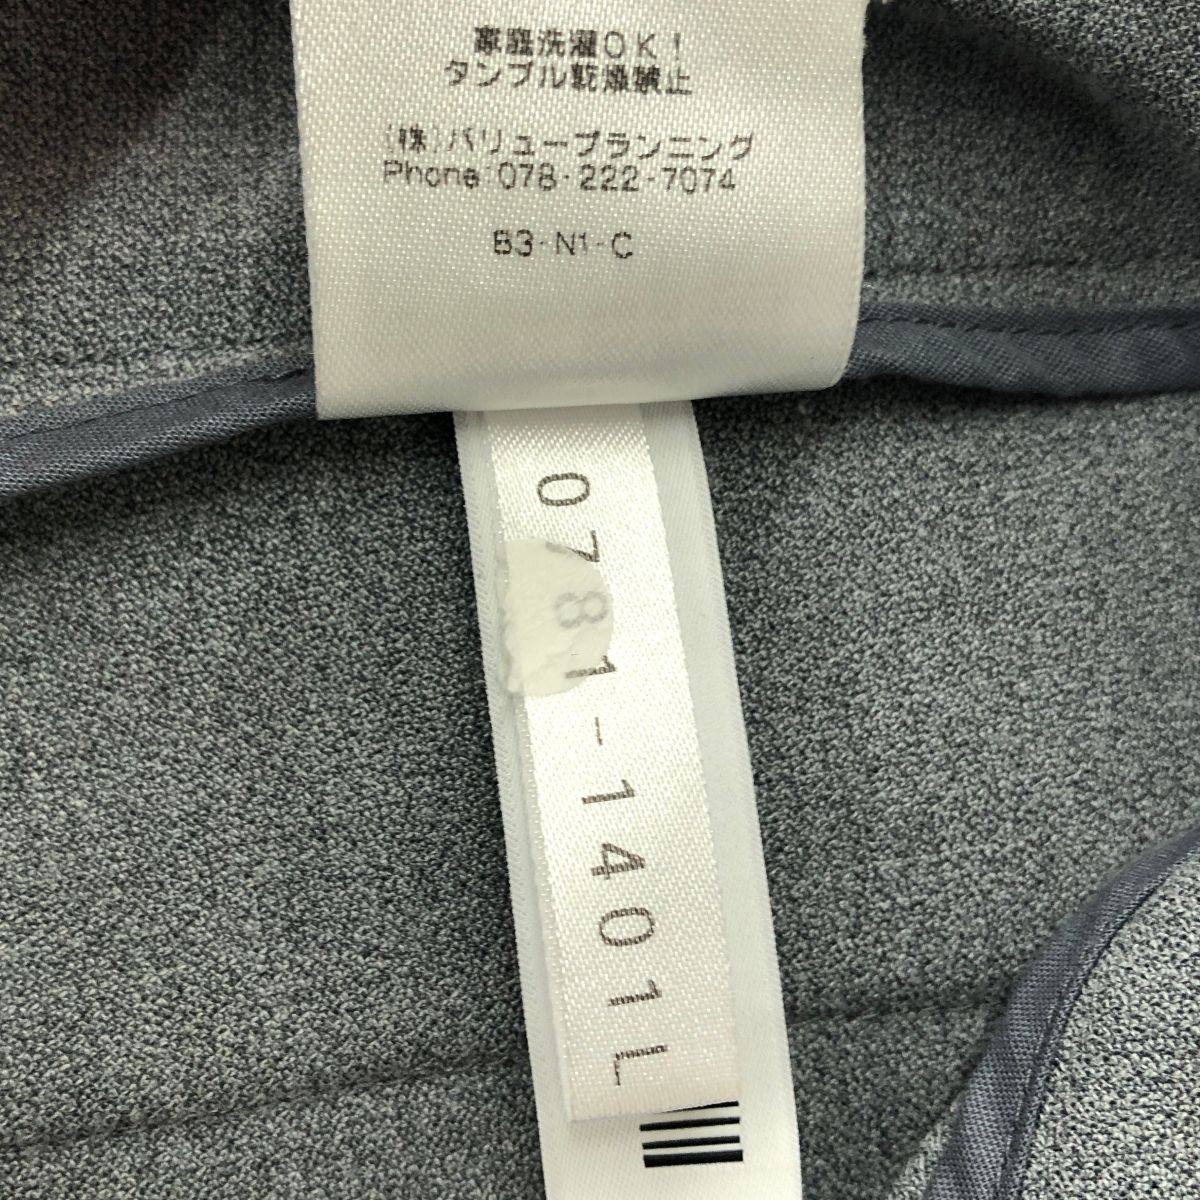 家庭洗濯OK!
タンブル乾燥禁止
(株)バリュープランニング
Phone:078-222-7074
B3-N1-C
0781-1401L